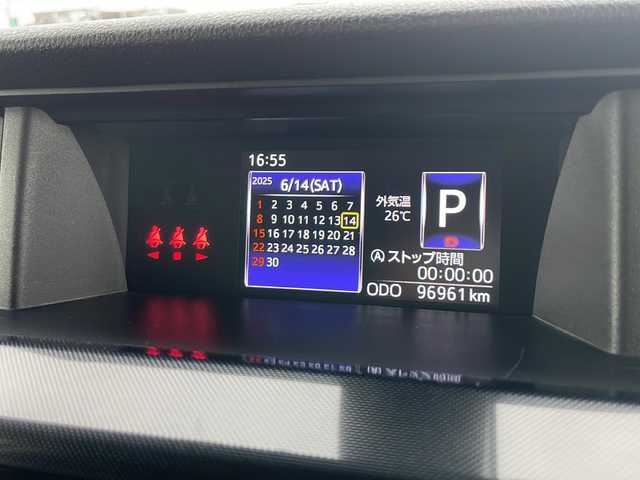 16:55
2025 6/14(SAT)
1 2 3 4 5 6 7
8 9 10 11 12 13 14
15 16 17 18 19 20 21
22 23 24 25 26 27 28
29 30
外気温
26℃
P
D
A ストップ時間
00:00:00
ODO 96961 km